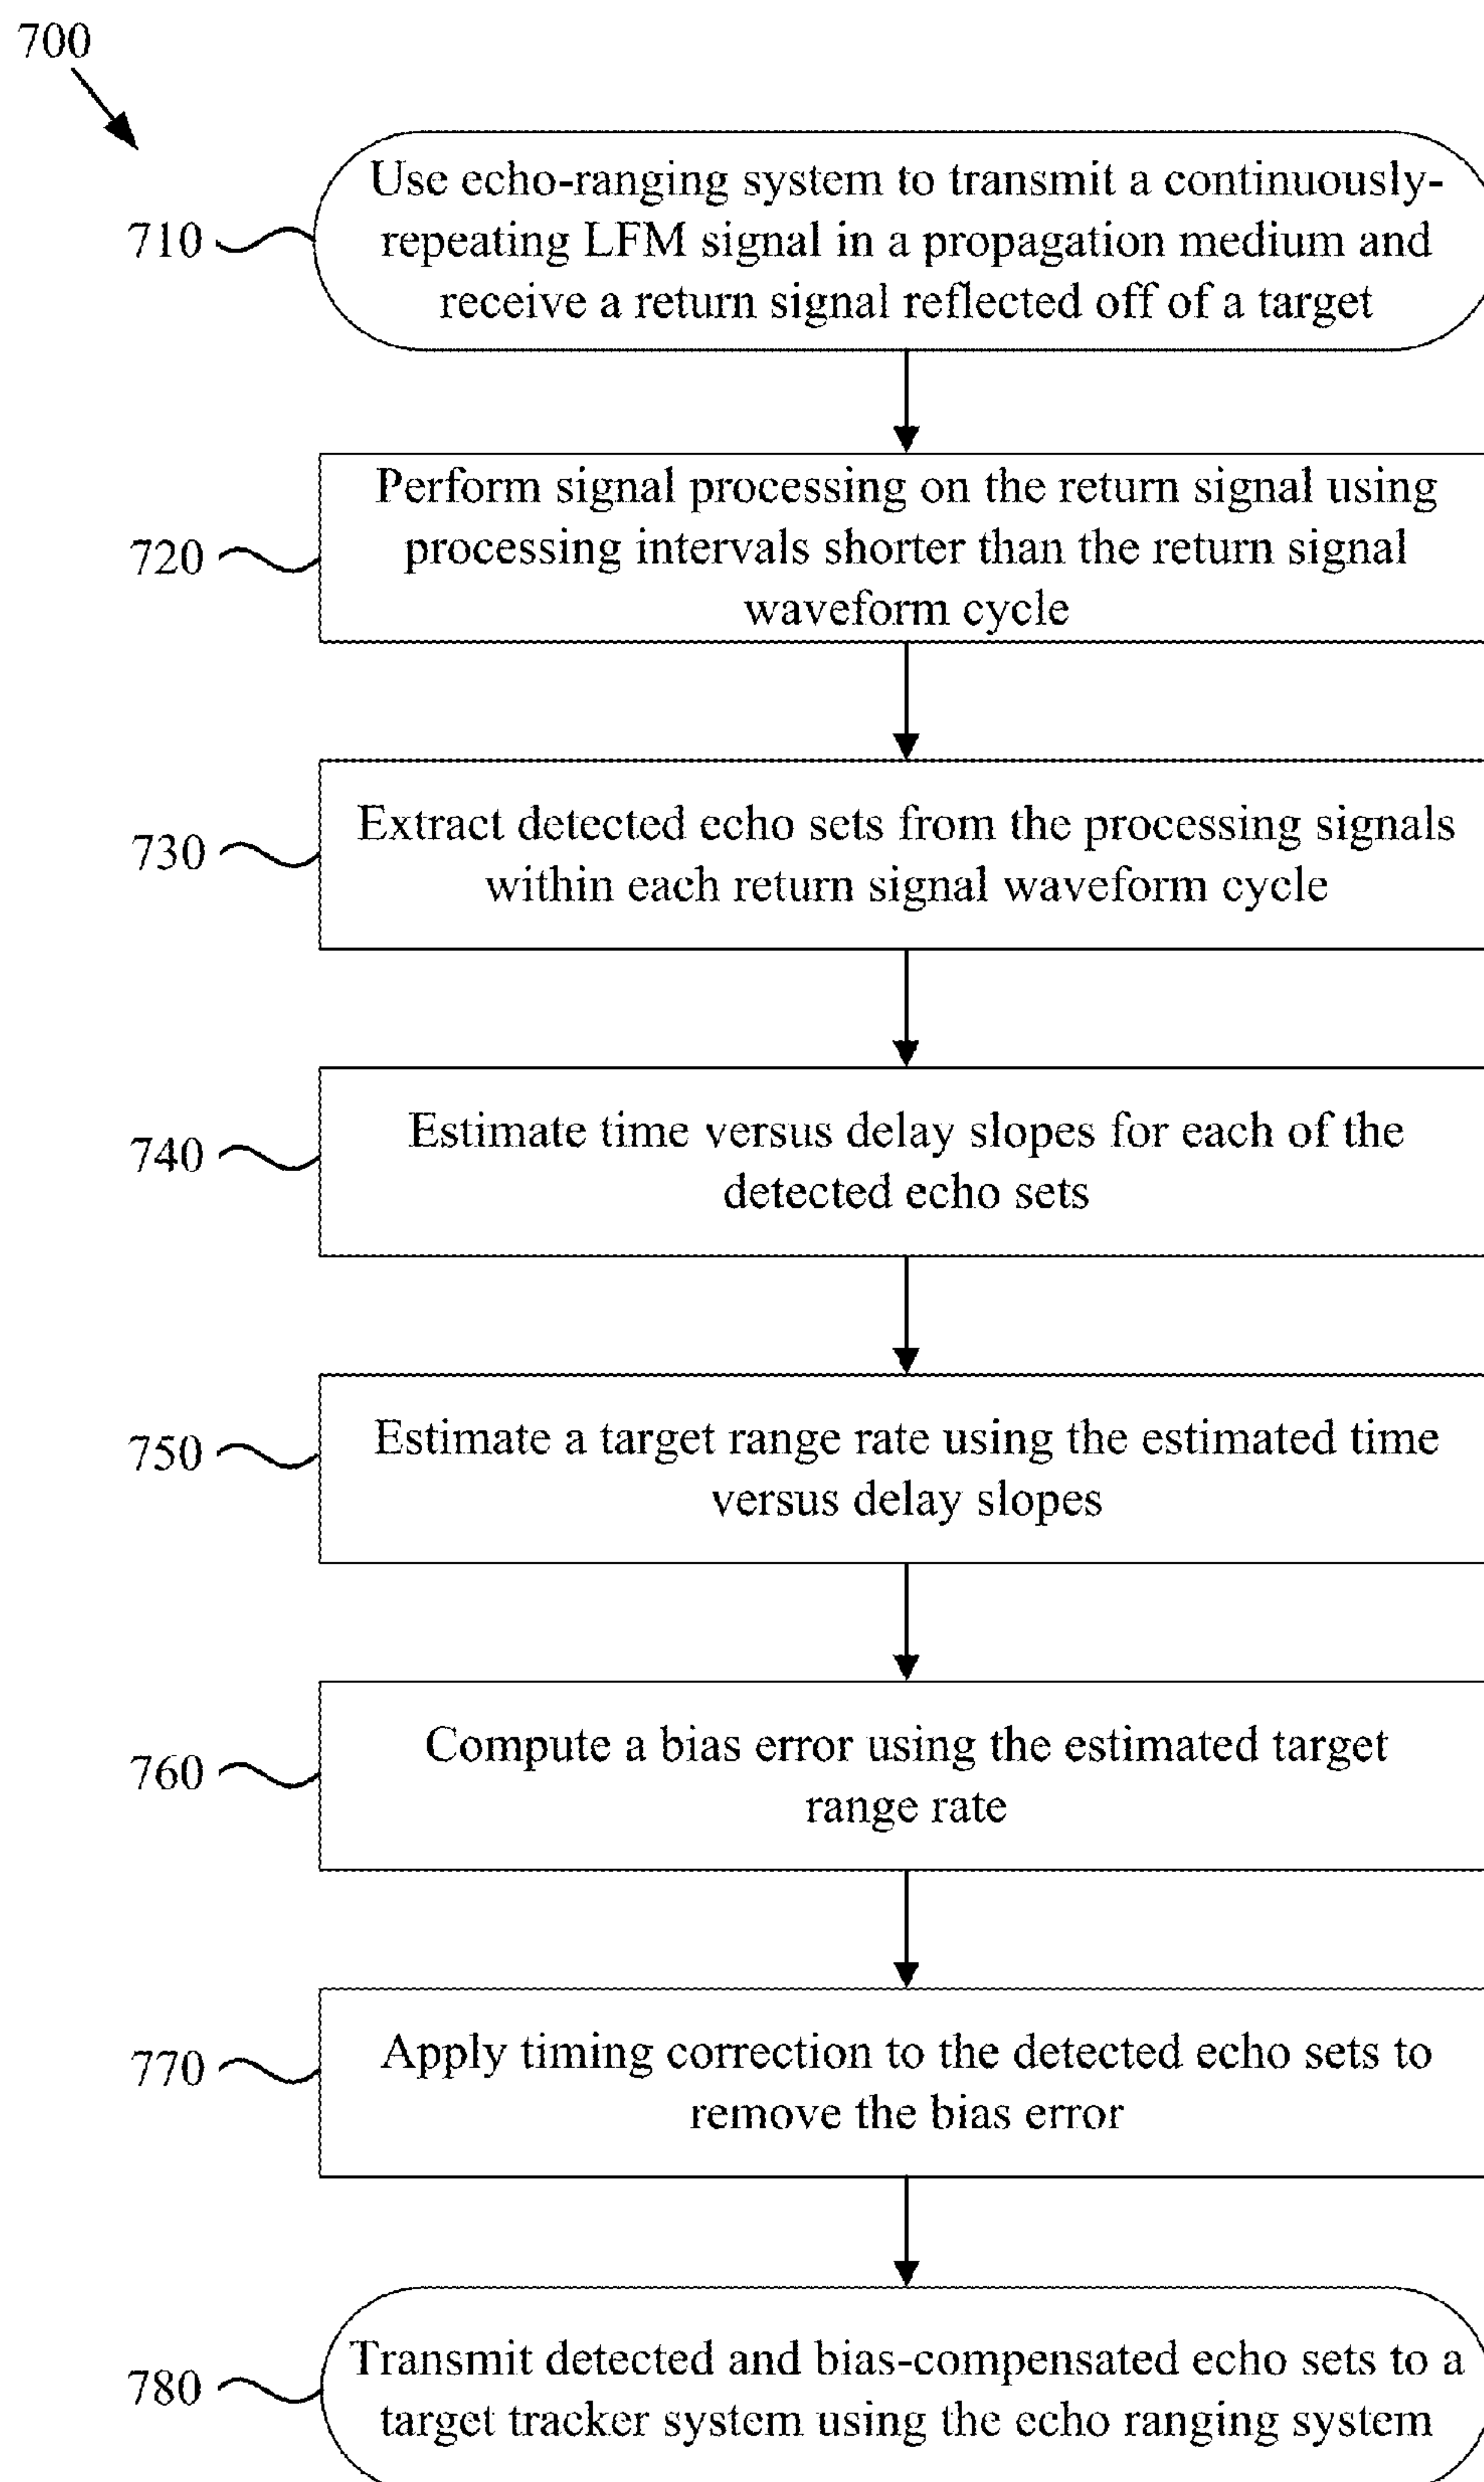 700
710
Use echo-ranging system to transmit a continuously-
repeating LFM signal in a propagation medium and
receive a return signal reflected off of a target
720
Perform signal processing on the return signal using
processing intervals shorter than the return signal
waveform cycle
730
Extract detected echo sets from the processing signals
within each return signal waveform cycle
740
Estimate time versus delay slopes for each of the
detected echo sets
750
Estimate a target range rate using the estimated time
versus delay slopes
760
Compute a bias error using the estimated target
range rate
770
Apply timing correction to the detected echo sets to
remove the bias error
780
Transmit detected and bias-compensated echo sets to a
target tracker system using the echo ranging system